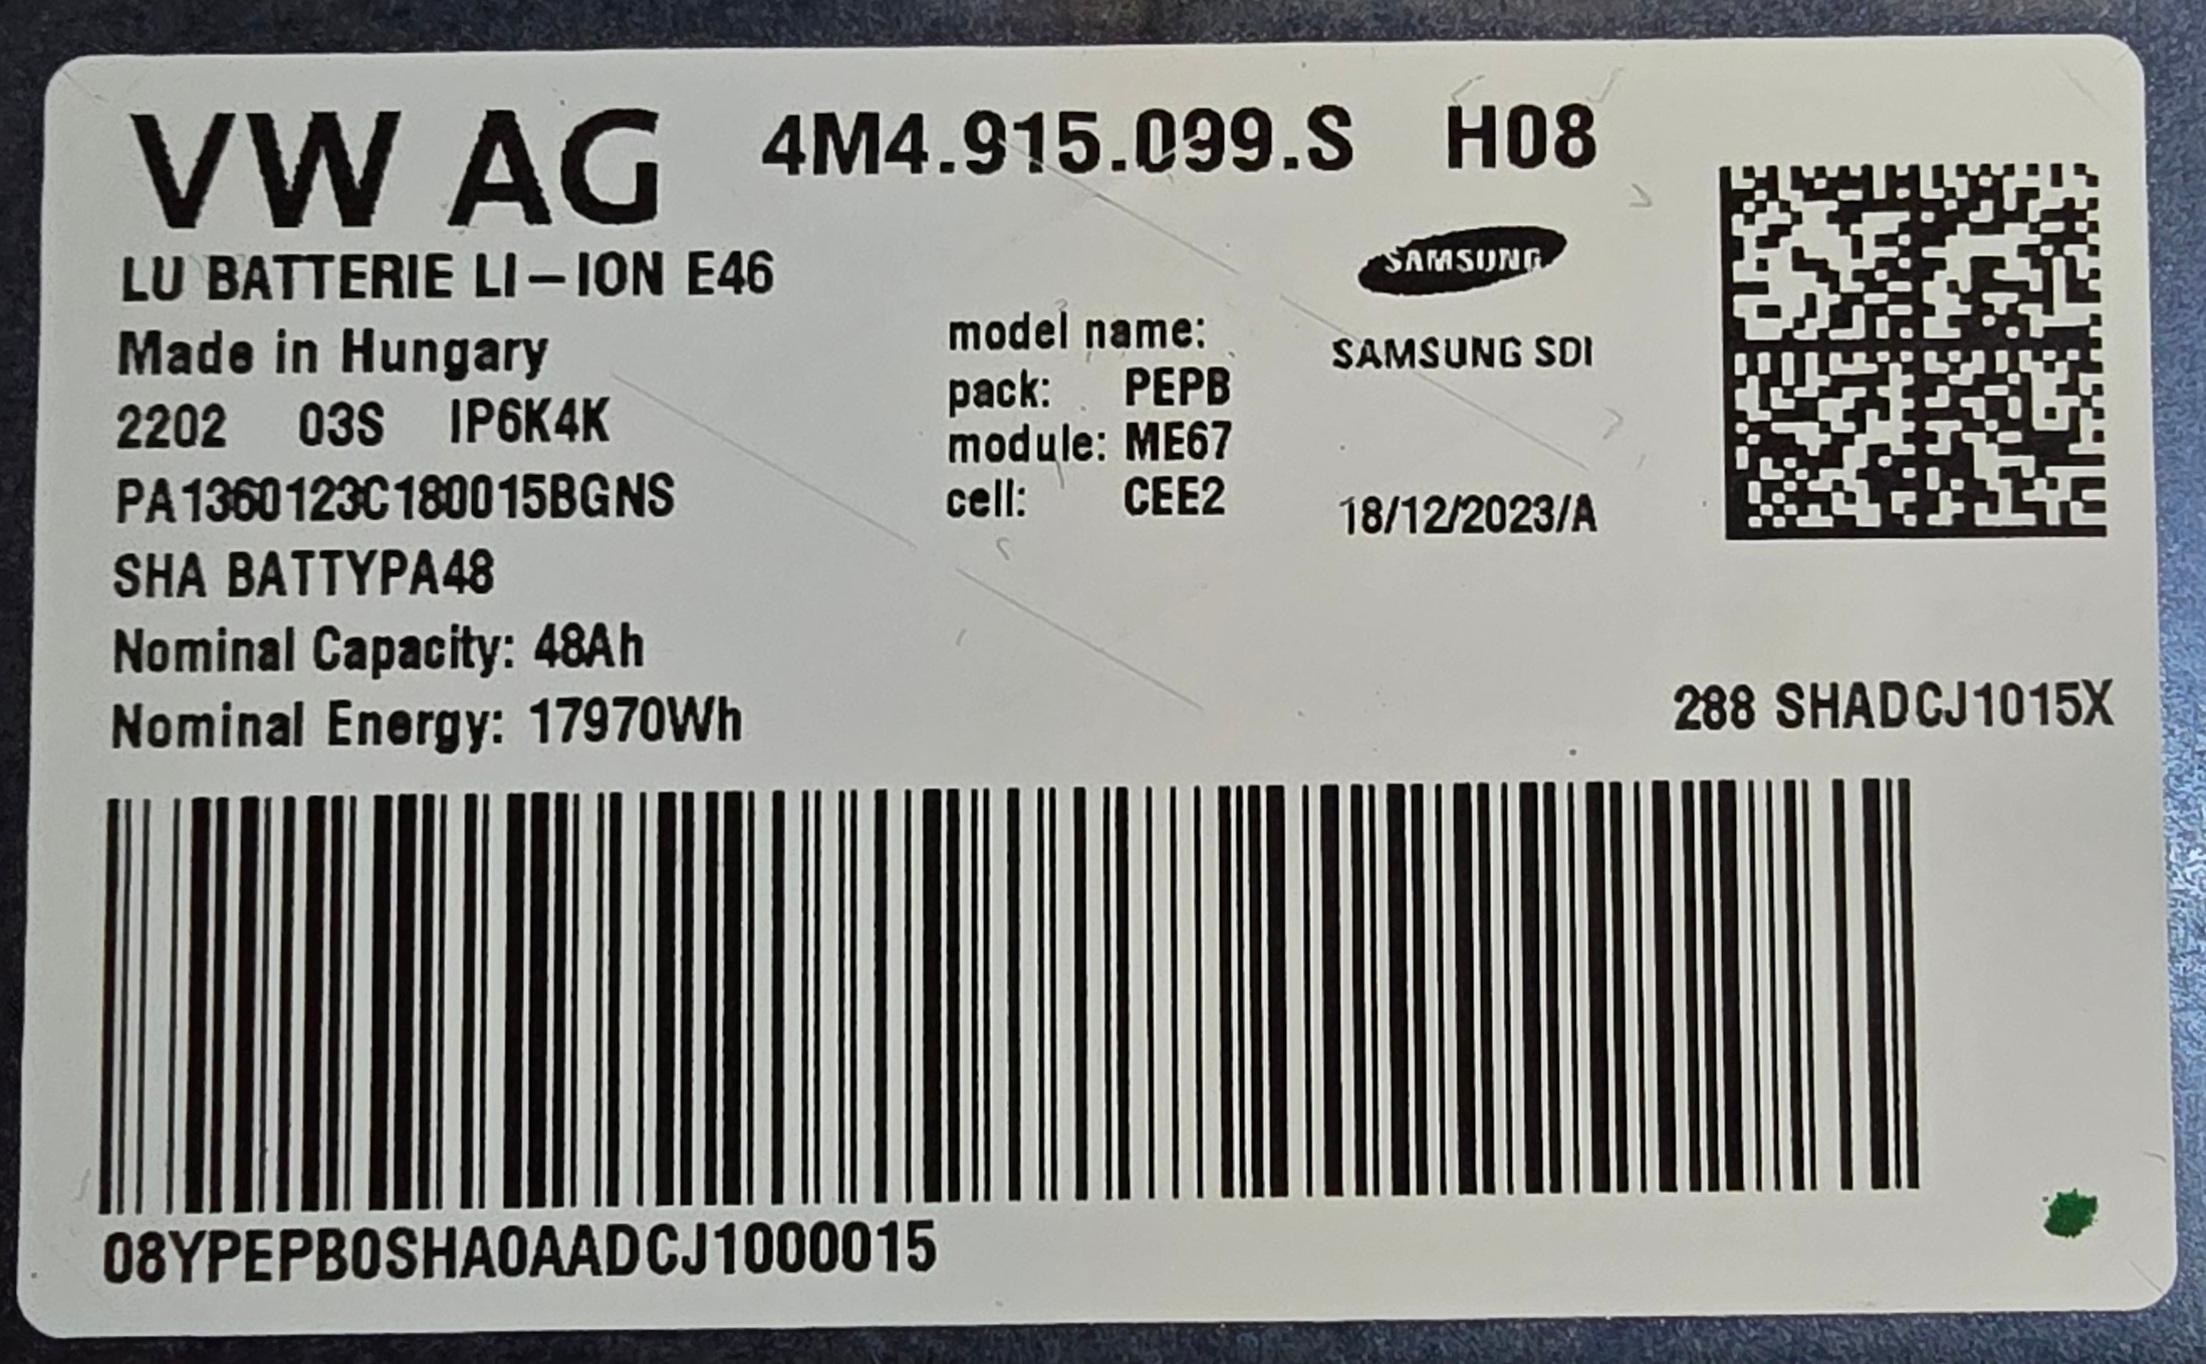 VW AG 4M4.915.099.S H08
LU BATTERIE LI-ION E46
Made in Hungary
2202 03S IP6K4K
PA1360123C180015BGNS
SHA BATTYPA48
Nominal Capacity: 48Ah
Nominal Energy: 17970Wh
model name:
pack: PEPB
module: ME67
cell: CEE2
SAMSUNG
SAMSUNG SDI
18/12/2023/A
288 SHADCJ1015X
08YPEPB0SHA0AADCJ1000015